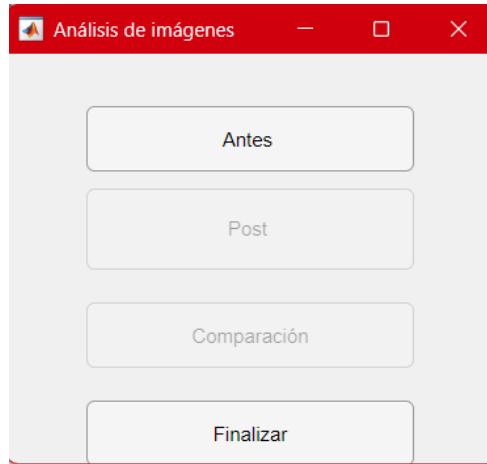 Análisis de imágenes
Antes
Post
Comparación
Finalizar